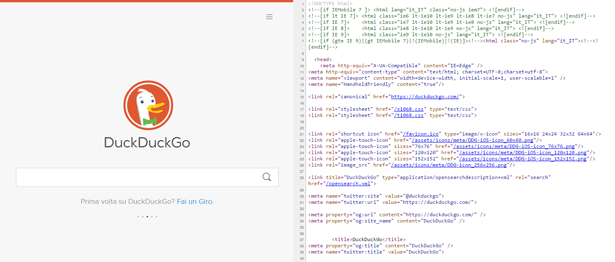 DuckDuckGo
Prima volta su DuckDuckGo? Fai un Giro.
<!DOCTYPE html>
<!--[if IEMobile 7 ]> <html lang="it_IT" class="no-js iem7"> <![endif]-->
<!--[if lt IE 7]> <html class="ie6 lt-ie10 lt-ie9 lt-ie8 lt-ie7 no-js" lang="it_IT"> <![endif]-->
<!--[if IE 7]> <html class="ie7 lt-ie10 lt-ie9 lt-ie8 no-js" lang="it_IT"> <![endif]-->
<!--[if IE 8]> <html class="ie8 lt-ie10 lt-ie9 no-js" lang="it_IT"> <![endif]-->
<!--[if IE 9]> <html class="ie9 lt-ie10 no-js" lang="it_IT"> <![endif]-->
<!--[if (gte IE 9)|(gt IEMobile 7)|!(IEMobile)|!(IE)]><!--><html class="no-js" lang="it_IT"><!--<!
[endif]-->
<head>
<meta http-equiv="X-UA-Compatible" content="IE=Edge" />
<meta http-equiv="content-type" content="text/html; charset=UTF-8;charset=utf-8">
<meta name="viewport" content="width=device-width, initial-scale=1, user-scalable=1" />
<meta name="HandheldFriendly" content="true"/>
<link rel="canonical" href="https://duckduckgo.com/">
<link rel="stylesheet" href="/s1068.css" type="text/css">
<link rel="stylesheet" href="/t1068.css" type="text/css">
<link rel="shortcut icon" href="/favicon.ico" type="image/x-icon" sizes="16x16 24x24 32x32 64x64"/>
<link rel="apple-touch-icon" href="/assets/icons/meta/DDG-iOS-icon_60x60.png"/>
<link rel="apple-touch-icon" sizes="76x76" href="/assets/icons/meta/DDG-iOS-icon_76x76.png"/>
<link rel="apple-touch-icon" sizes="120x120" href="/assets/icons/meta/DDG-iOS-icon_120x120.png"/>
<link rel="apple-touch-icon" sizes="152x152" href="/assets/icons/meta/DDG-iOS-icon_152x152.png"/>
<link rel="image_src" href="/assets/icons/meta/DDG-icon_256x256.png"/>
<link title="DuckDuckGo" type="application/opensearchdescription+xml" rel="search"
href="/opensearch.xml">
<meta name="twitter:site" value="@duckduckgo">
<meta name="twitter:url" value="https://duckduckgo.com/">
<meta property="og:url" content="https://duckduckgo.com/" />
<meta property="og:site_name" content="DuckDuckGo" />
<title>DuckDuckGo</title>
<meta property="og:title" content="DuckDuckGo" />
<meta name="twitter:title" value="DuckDuckGo">